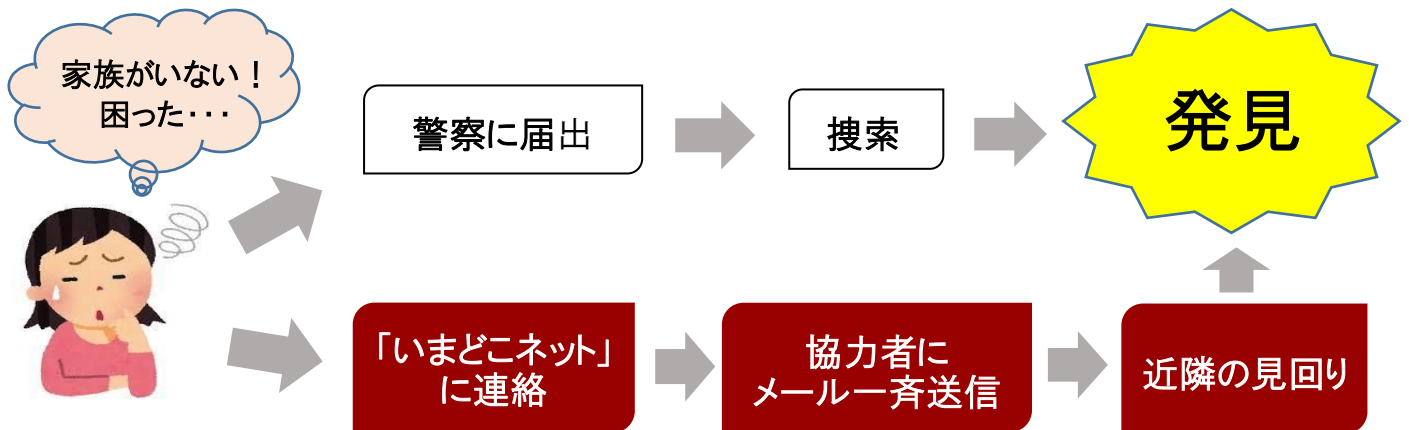 家族がいない！
困った・・・
警察に届出
捜索
発見
「いまどこネット」
に連絡
協力者に
メール一斉送信
近隣の見回り